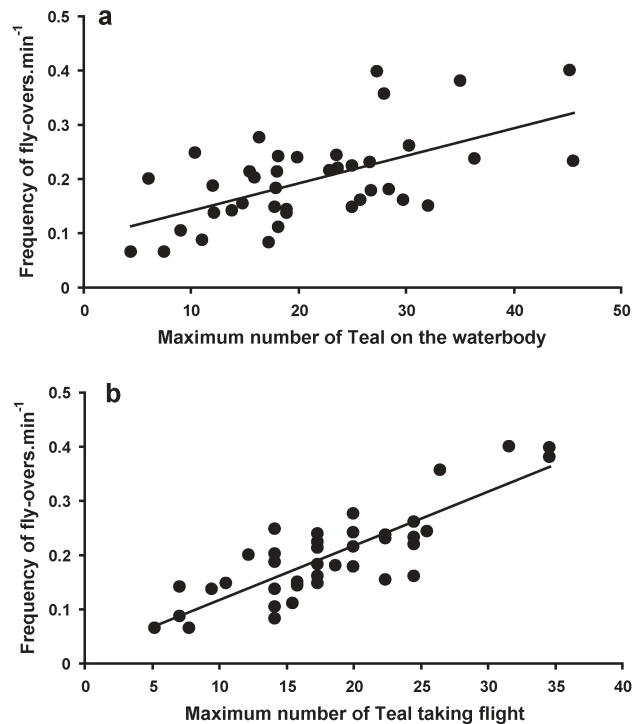 a
Frequency of fly-overs.min⁻¹
0.5
0.4
0.3
0.2
0.1
0
0 10 20 30 40 50
Maximum number of Teal on the waterbody
b
Frequency of fly-overs.min⁻¹
0.5
0.4
0.3
0.2
0.1
0
0 5 10 15 20 25 30 35 40
Maximum number of Teal taking flight